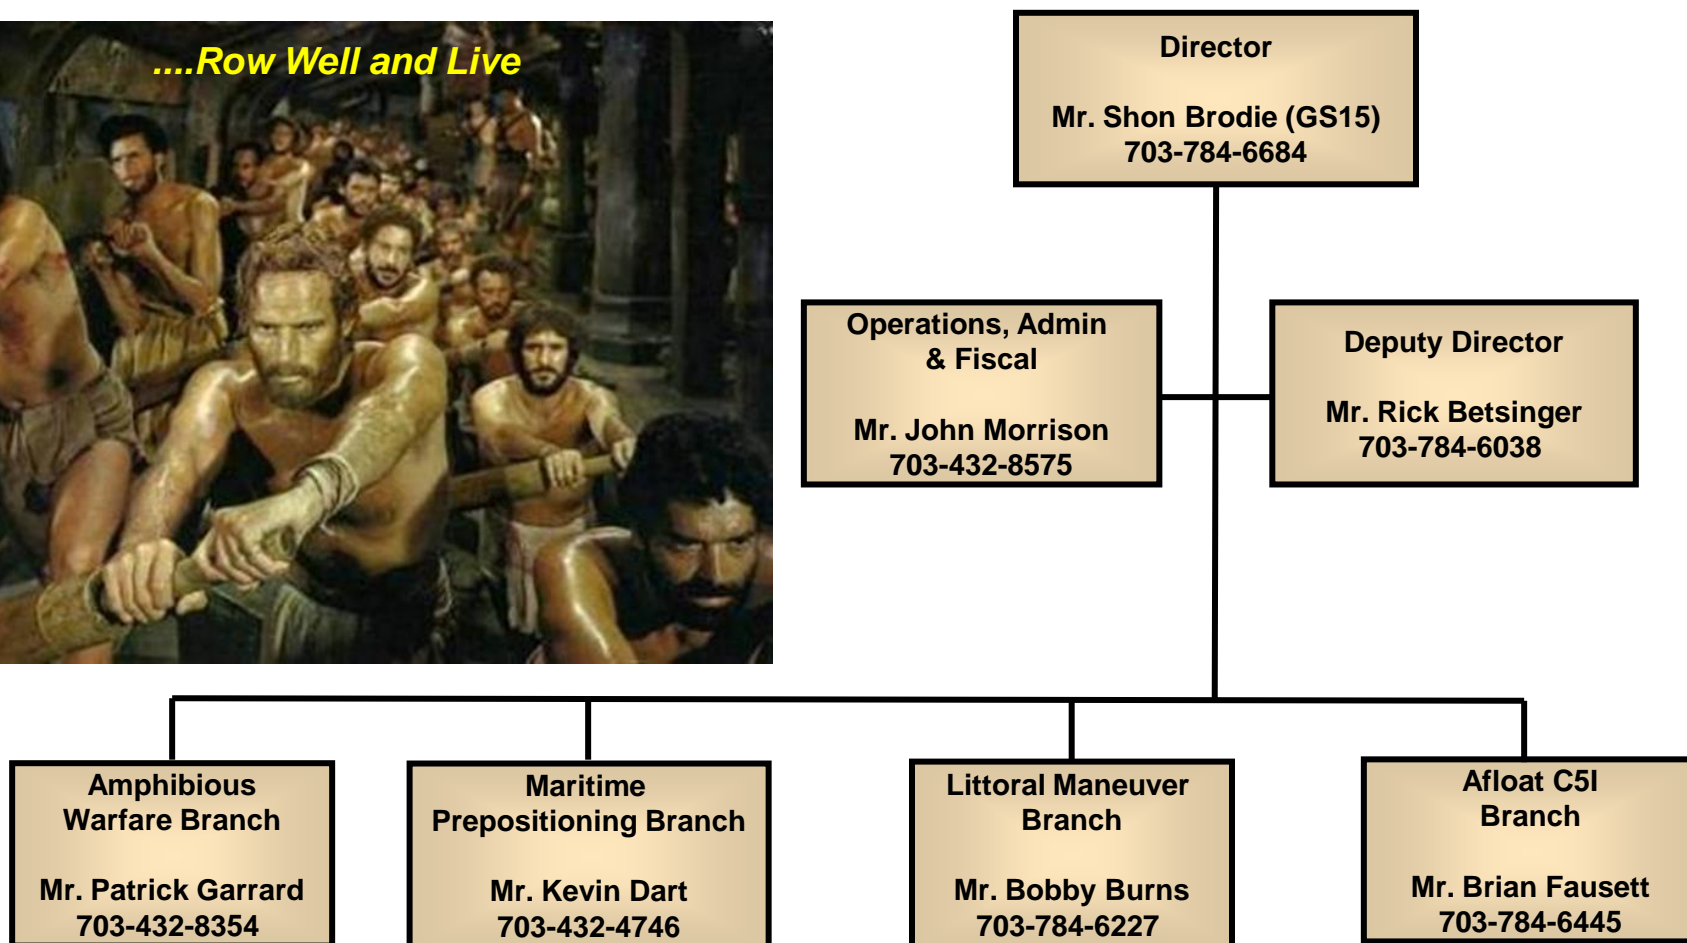 ....Row Well and Live
Director
Mr. Shon Brodie (GS15)
703-784-6684
Operations, Admin
& Fiscal
Mr. John Morrison
703-432-8575
Deputy Director
Mr. Rick Betsinger
703-784-6038
Amphibious
Warfare Branch
Mr. Patrick Garrard
703-432-8354
Maritime
Prepositioning Branch
Mr. Kevin Dart
703-432-4746
Littoral Maneuver
Branch
Mr. Bobby Burns
703-784-6227
Afloat C5I
Branch
Mr. Brian Fausett
703-784-6445